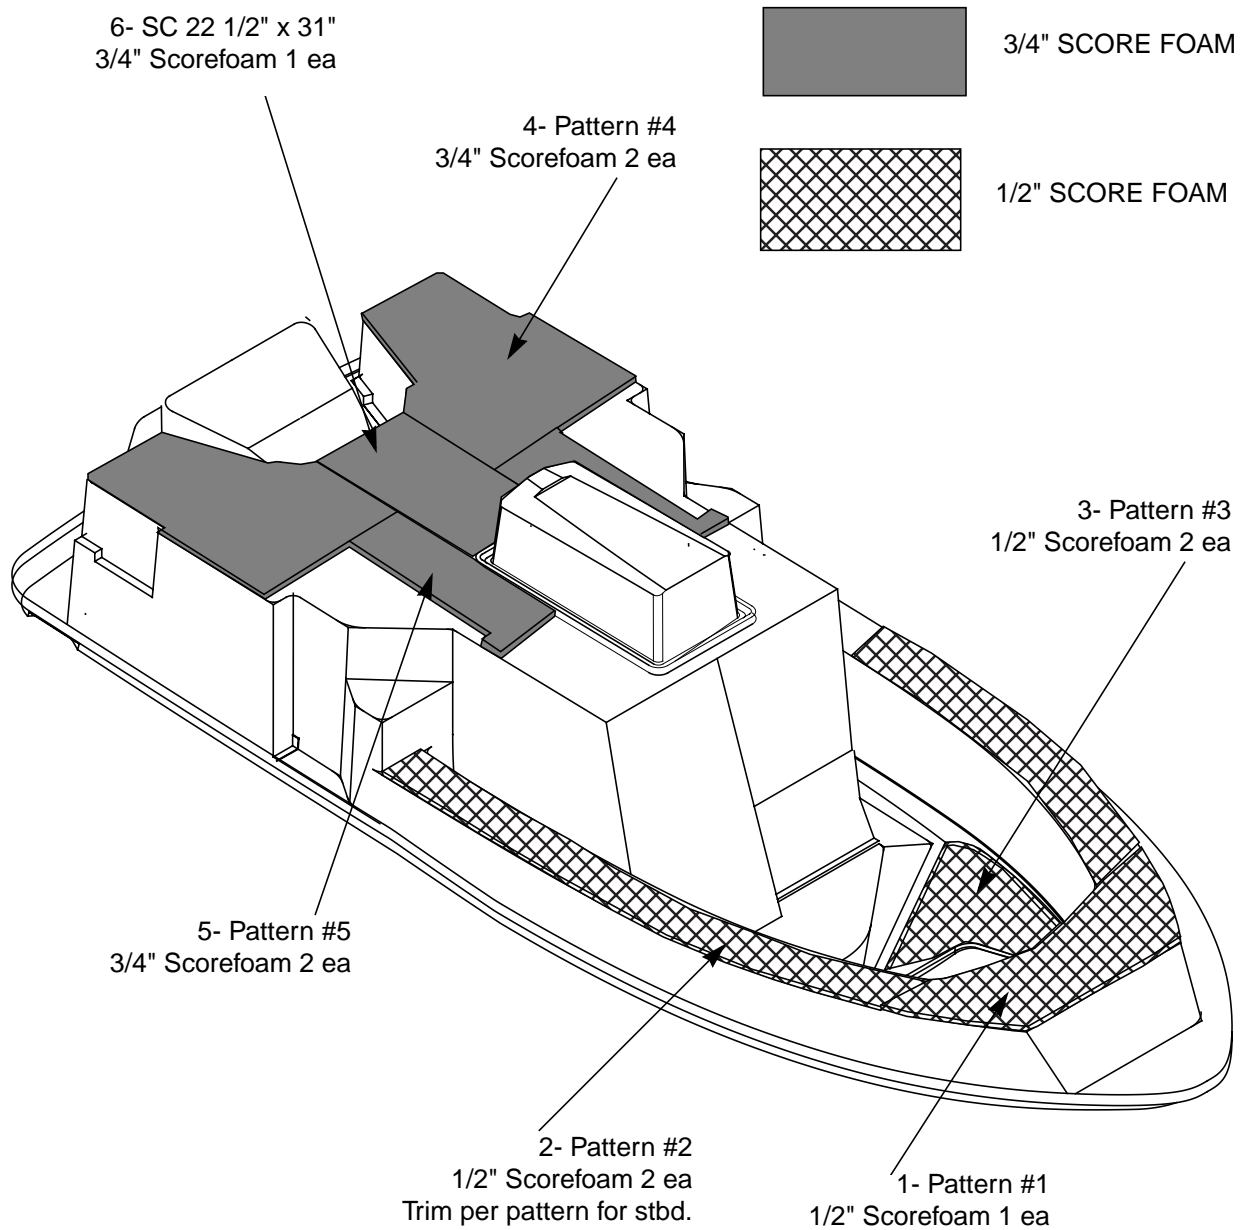 6- SC 22 1/2" x 31"
3/4" Scorefoam 1 ea
3/4" SCORE FOAM
4- Pattern #4
3/4" Scorefoam 2 ea
1/2" SCORE FOAM
3- Pattern #3
1/2" Scorefoam 2 ea
5- Pattern #5
3/4" Scorefoam 2 ea
2- Pattern #2
1/2" Scorefoam 2 ea
Trim per pattern for stbd.
1- Pattern #1
1/2" Scorefoam 1 ea